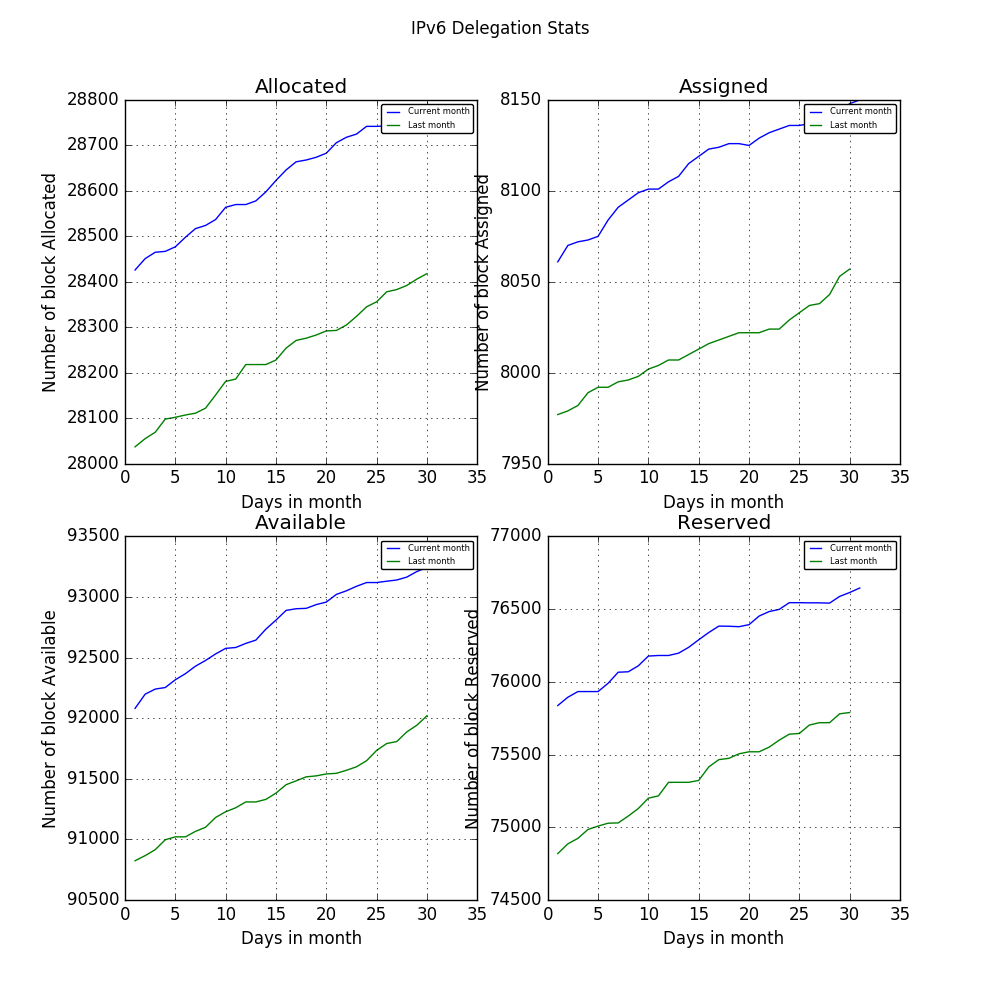 IPv6 Delegation Stats
Allocated
Number of block Allocated
28800
28700
28600
28500
28400
28300
28200
28100
28000
Current month
Last month
0 5 10 15 20 25 30 35
Days in month
Assigned
Number of block Assigned
8150
8100
8050
8000
7950
Current month
Last month
0 5 10 15 20 25 30 35
Days in month
Available
Number of block Available
93500
93000
92500
92000
91500
91000
90500
Current month
Last month
0 5 10 15 20 25 30 35
Days in month
Reserved
Number of block Reserved
77000
76500
76000
75500
75000
74500
Current month
Last month
0 5 10 15 20 25 30 35
Days in month